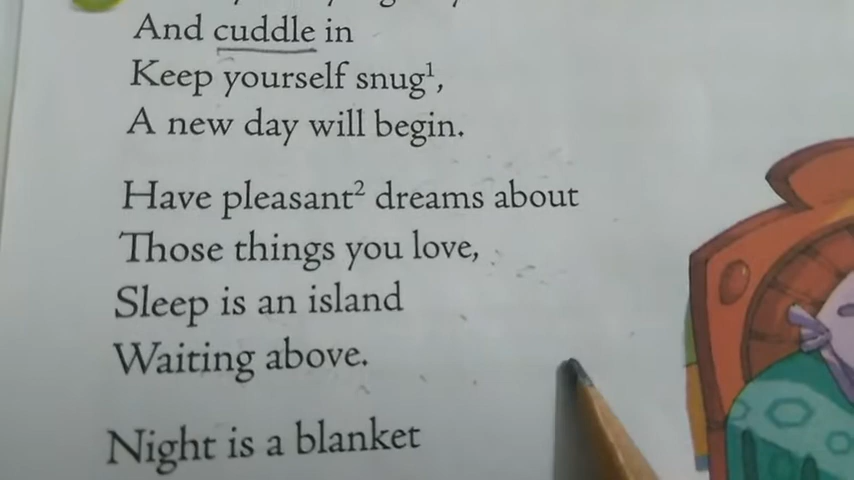 And cuddle in
Keep yourself snug¹,
A new day will begin.
Have pleasant² dreams about
Those things you love,
Sleep is an island
Waiting above.
Night is a blanket